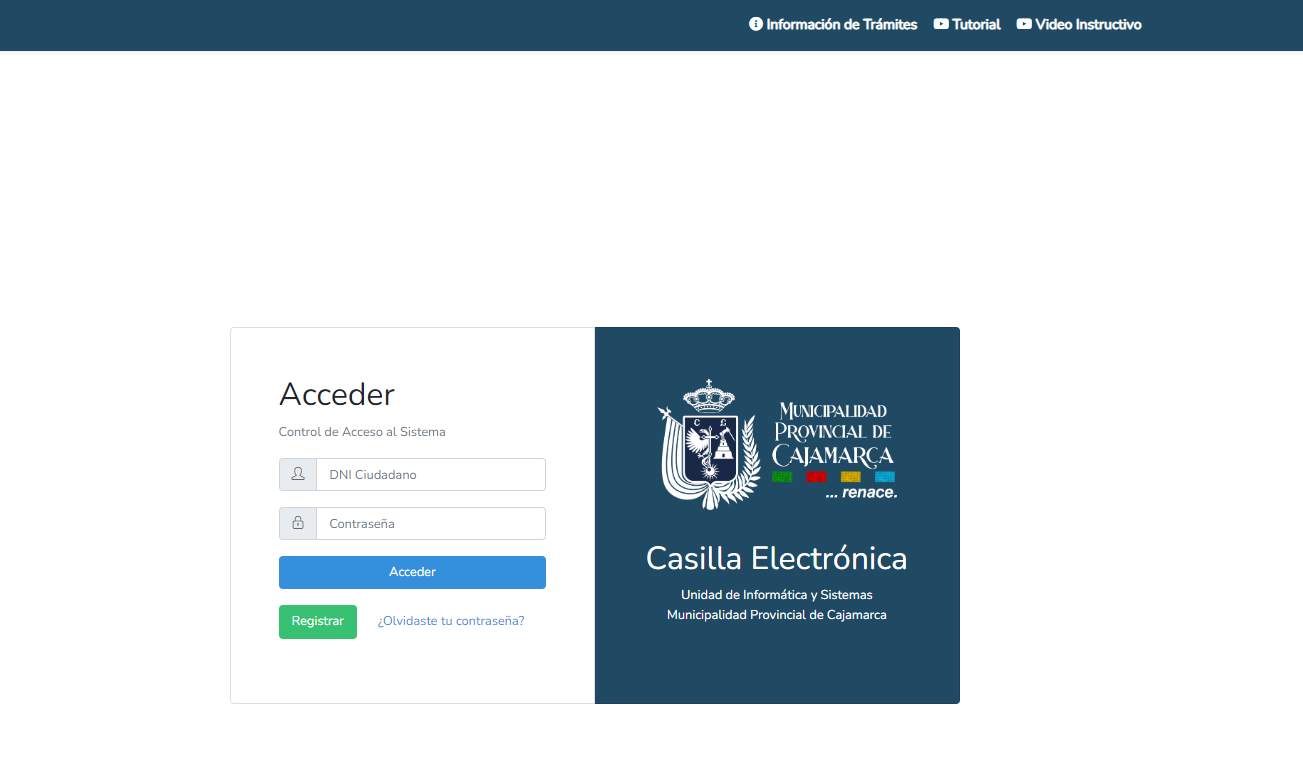 Información de Trámites Tutorial Video Instructivo
Acceder
Control de Acceso al Sistema
DNI Ciudadano
Contraseña
Acceder
Registrar ¿Olvidaste tu contraseña?
C L
MUNICIPALIDAD
PROVINCIAL DE
CAJAMARCA
... renace.
Casilla Electrónica
Unidad de Informática y Sistemas
Municipalidad Provincial de Cajamarca